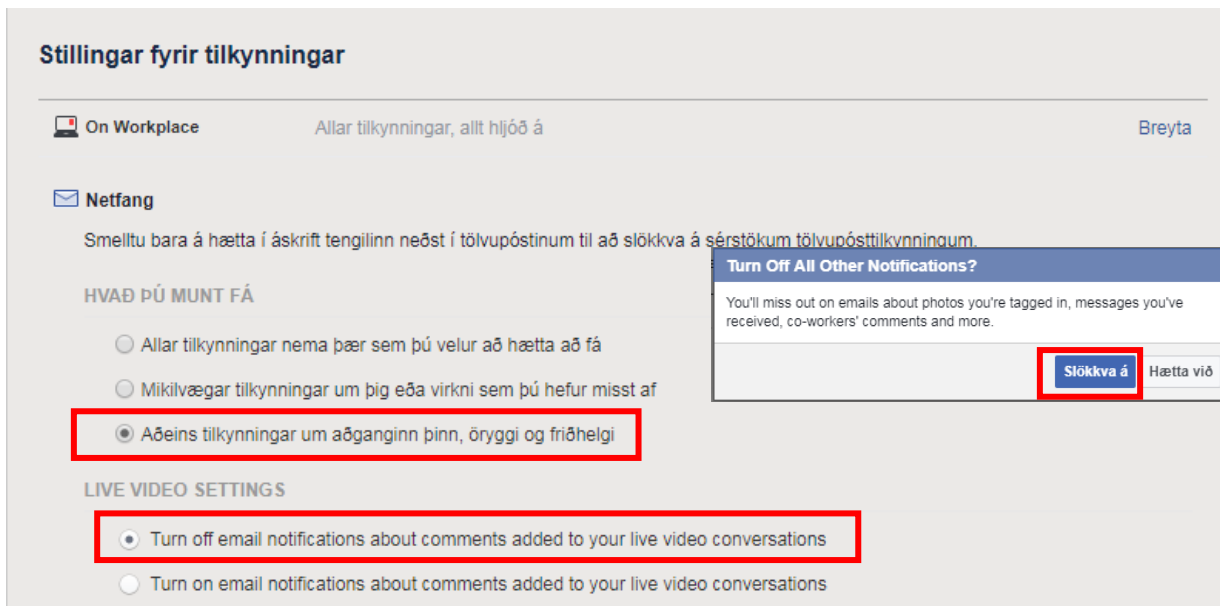 Stillingar fyrir tilkynningar
On Workplace Allar tilkynningar, allt hljóð á Breyta
Netfang
Smelltu bara á hætta í áskrift tengilinn neðst í tölvupóstinum til að slökkva á sérstökum tölvupósttilkynningum.
HVAÐ ÞÚ MUNT FÁ
Allar tilkynningar nema þær sem þú velur að hætta að fá
Mikilvægar tilkynningar um þig eða virkni sem þú hefur misst af
Aðeins tilkynningar um aðganginn þinn, öryggi og friðhelgi
LIVE VIDEO SETTINGS
Turn off email notifications about comments added to your live video conversations
Turn on email notifications about comments added to your live video conversations
Turn Off All Other Notifications?
You'll miss out on emails about photos you're tagged in, messages you've
received, co-workers' comments and more.
Slökkva á Hætta við